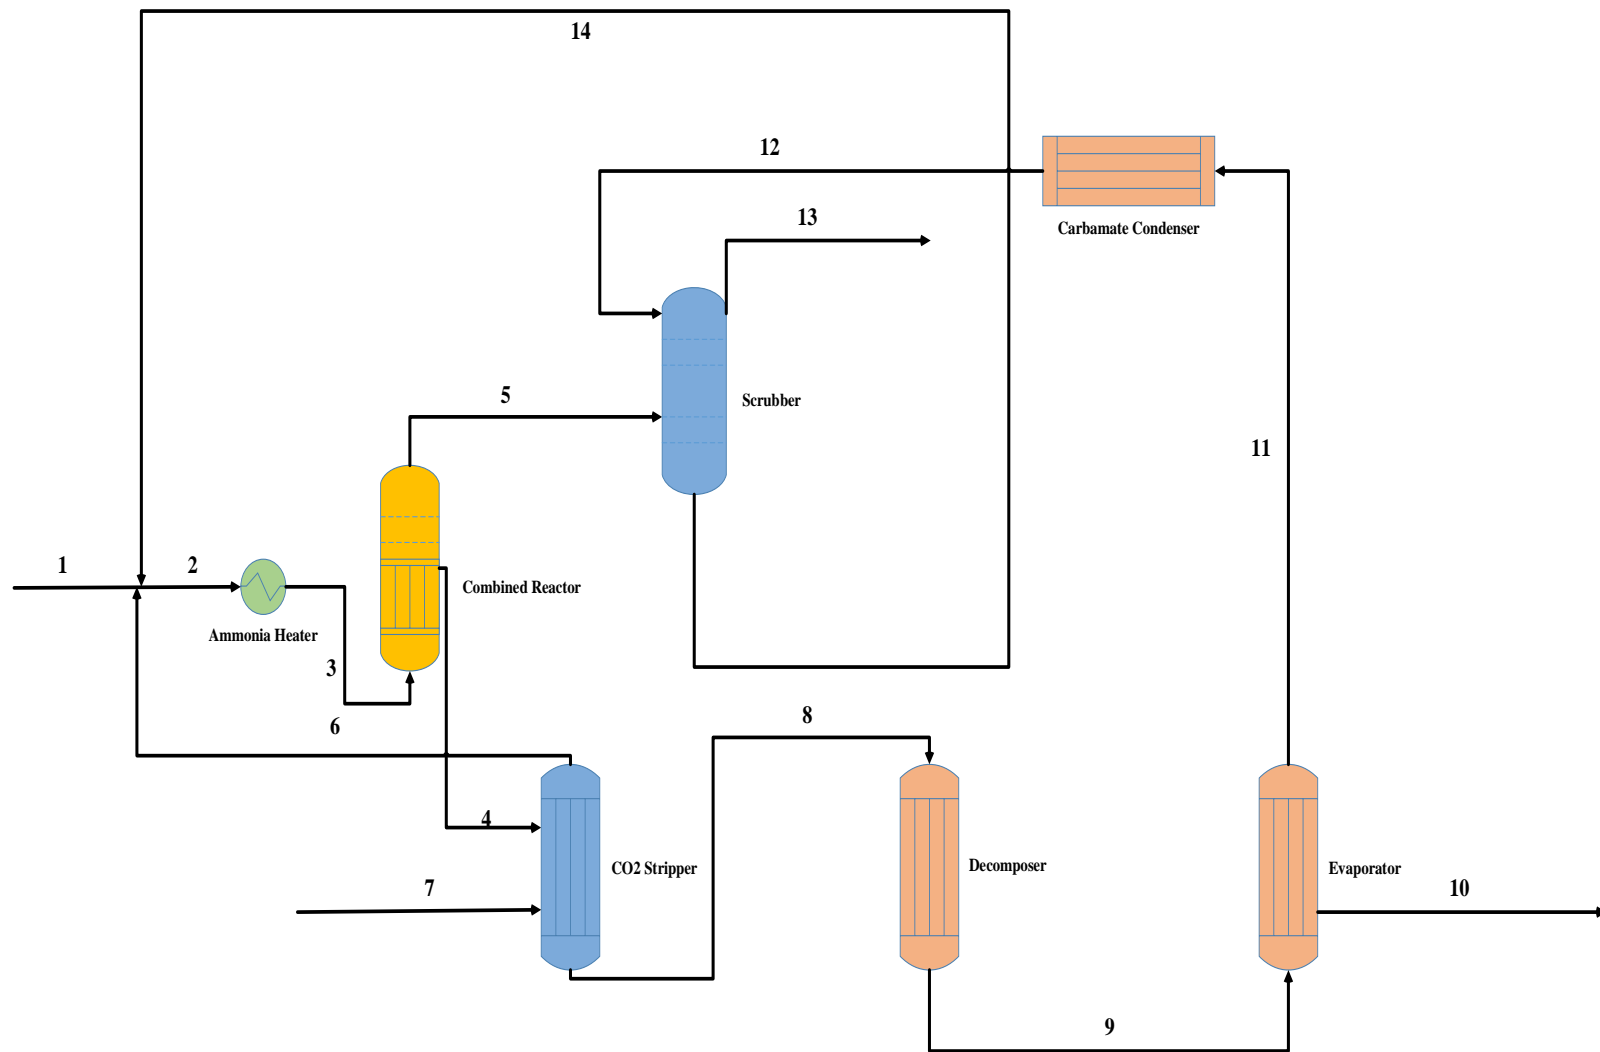 14
12
Carbamate Condenser
13
5
Scrubber
11
1
2
Combined Reactor
Ammonia Heater
3
6
8
4
CO2 Stripper
Decomposer
Evaporator
7
10
9